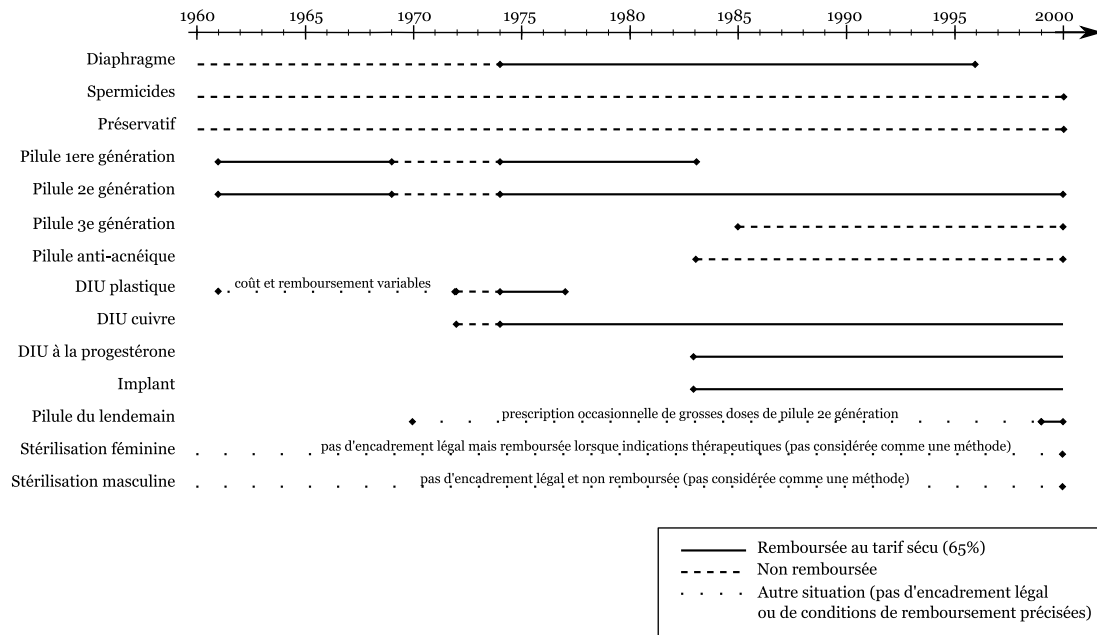 1960 1965 1970 1975 1980 1985 1990 1995 2000
Diaphragme
Spermicides
Préservatif
Pilule 1ere génération
Pilule 2e génération
Pilule 3e génération
Pilule anti-acnéique
DIU plastique coût et remboursement variables
DIU cuivre
DIU à la progestérone
Implant
Pilule du lendemain prescription occasionnelle de grosses doses de pilule 2e génération
Stérilisation féminine pas d'encadrement légal mais remboursée lorsque indications thérapeutiques (pas considérée comme une méthode)
Stérilisation masculine pas d'encadrement légal et non remboursée (pas considérée comme une méthode)
Remboursée au tarif sécu (65%)
Non remboursée
Autre situation (pas d'encadrement légal
ou de conditions de remboursement précisées)